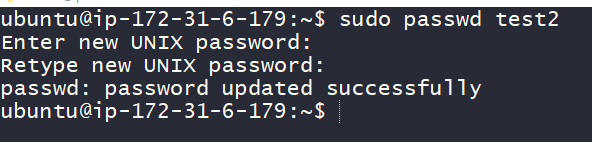 ubuntu@ip-172-31-6-179:~$ sudo passwd test2
Enter new UNIX password:
Retype new UNIX password:
passwd: password updated successfully
ubuntu@ip-172-31-6-179:~$